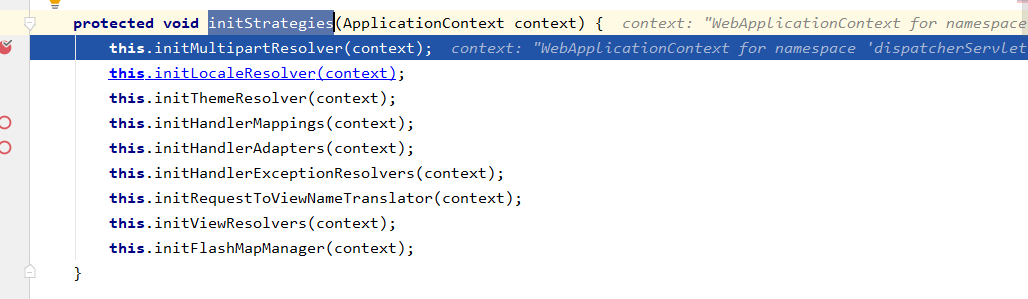 protected void initStrategies(ApplicationContext context) {  context: "WebApplicationContext for namespace
this.initMultipartResolver(context);  context: "WebApplicationContext for namespace 'dispatcherServlet
this.initLocaleResolver(context);
this.initThemeResolver(context);
this.initHandlerMappings(context);
this.initHandlerAdapters(context);
this.initHandlerExceptionResolvers(context);
this.initRequestToViewNameTranslator(context);
this.initViewResolvers(context);
this.initFlashMapManager(context);
}